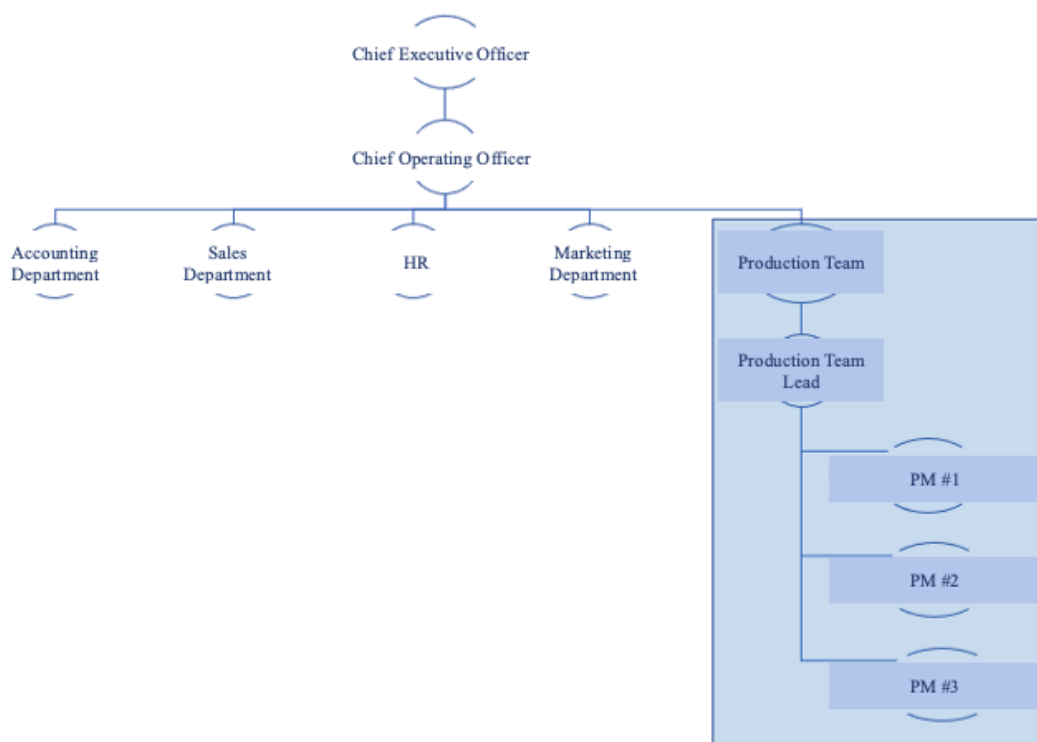 Chief Executive Officer
Chief Operating Officer
Accounting
Department
Sales
Department
HR
Marketing
Department
Production Team
Production Team
Lead
PM #1
PM #2
PM #3